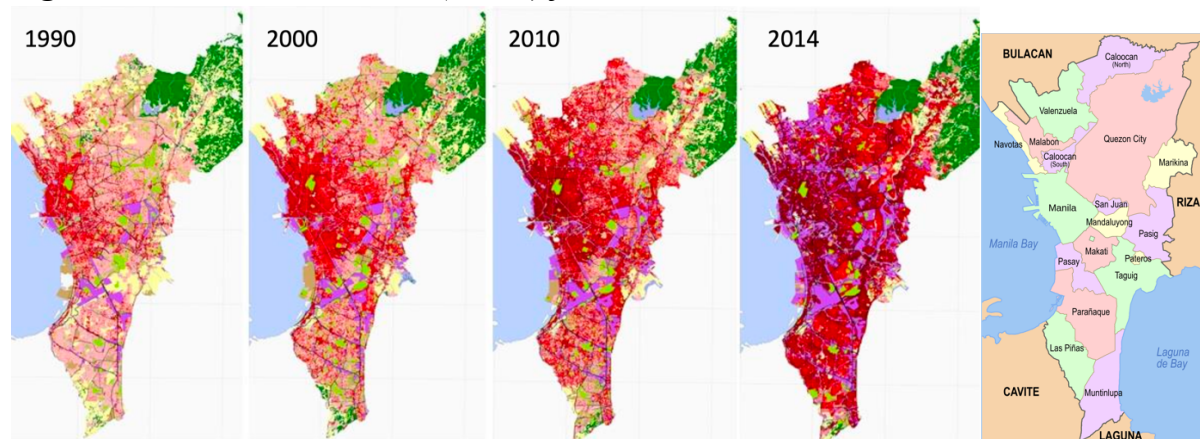 1990
2000
2010
2014
BULACAN
Caloocan
(North)
Valenzuela
Quezon City
Navotas
Malabon
Caloocan
(South)
Marikina
Manila
San Juan
RIZA
Mandaluyong
Pasig
Manila Bay
Makati
Pasay
Pateros
Taguig
Parañaque
Las Piñas
Laguna
de Bay
CAVITE
Muntinlupa
LAGUNA